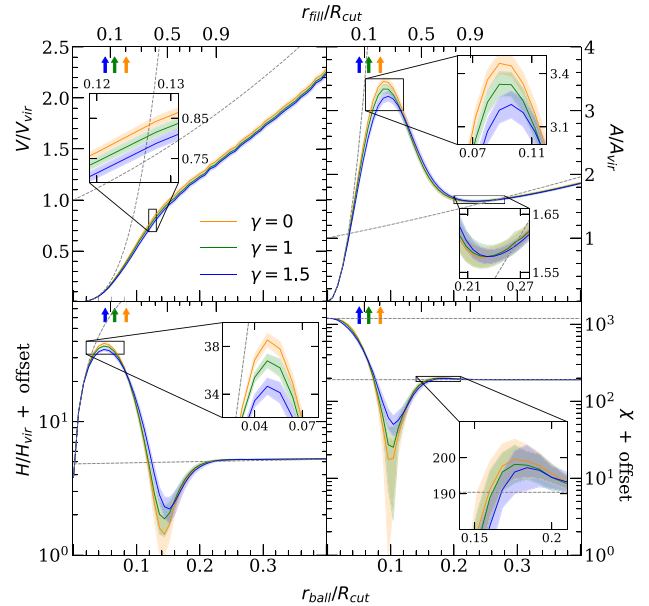 r_fill/R_cut
0.1 0.4 0.9 0.1 0.4 0.9
2.5
2.0
1.5
1.0
0.5
V/V_vir
0.12 0.13
0.85
0.75
γ = 0
γ = 1
γ = 1.5
4
3
2
1
A/A_vir
3.4
3.1
0.07 0.11
1.65
1.55
0.21 0.27
H/H_vir + offset
10^1
10^0
38
34
0.04 0.07
10^3
10^2
10^1
10^0
χ + offset
200
190
0.15 0.2
0.1 0.2 0.3 0.1 0.2 0.3 0.4
r_ball/R_cut